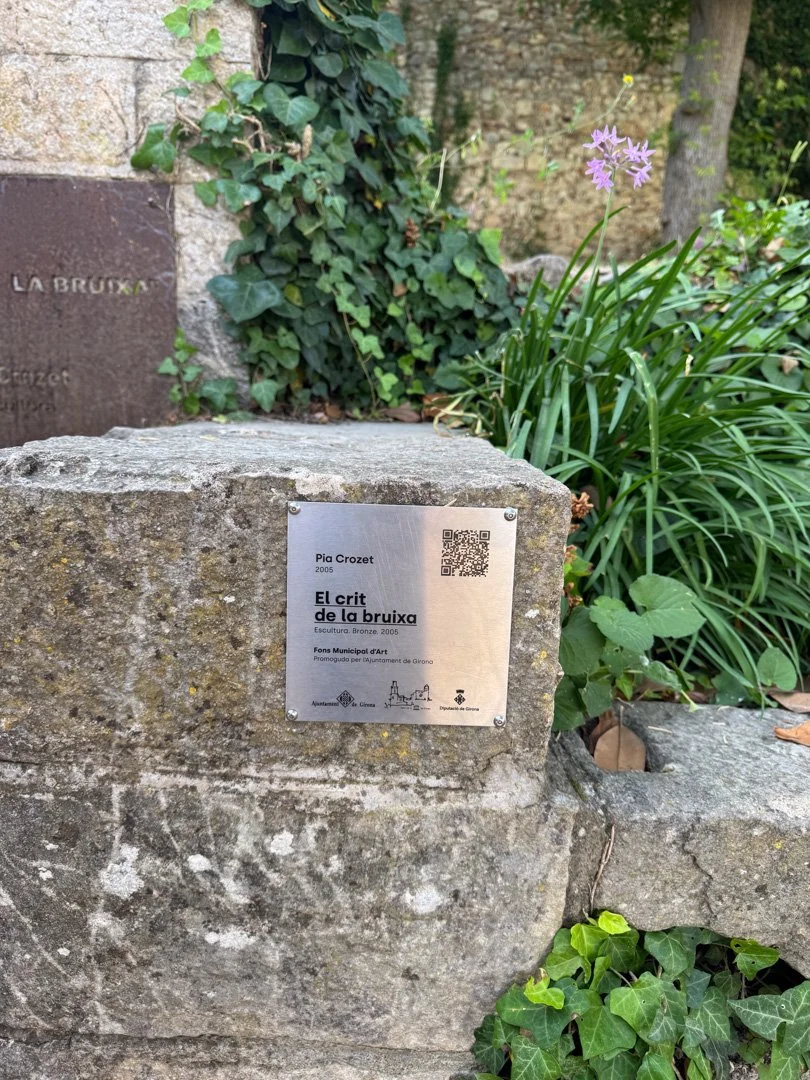 LA BRUIXA
Crozet
Pia Crozet
2005
El crit
de la bruixa
Escultura. Bronze. 2005
Fons Municipal d'Art
Promoguda per l'Ajuntament de Girona
Ajuntament de Girona
Diputació de Girona